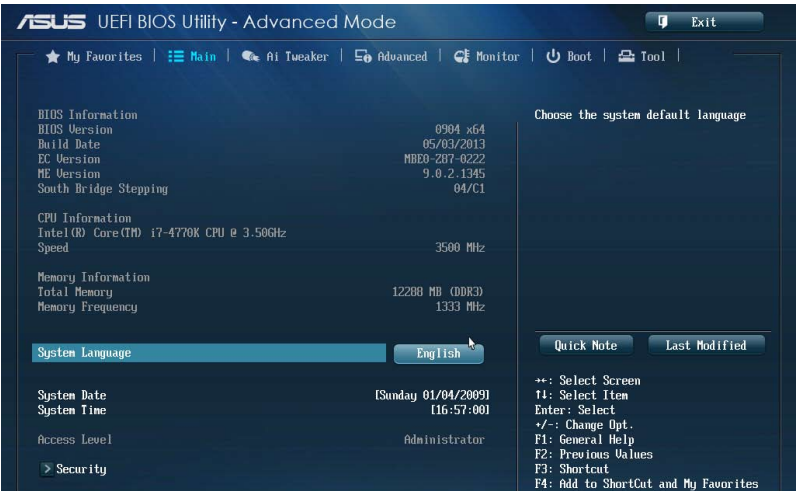 ASUS UEFI BIOS Utility - Advanced Mode
Exit
My Favorites | Main | Ai Tweaker | Advanced | Monitor | Boot | Tool |
BIOS Information
BIOS Version 0904 x64
Build Date 05/03/2013
EC Version MBE0-Z87-0222
ME Version 9.0.2.1345
South Bridge Stepping 04/C1
CPU Information
Intel(R) Core(TM) i7-4770K CPU @ 3.50GHz
Speed 3500 MHz
Memory Information
Total Memory 12288 MB (DDR3)
Memory Frequency 1333 MHz
System Language English
System Date [Sunday 01/04/2009]
System Time [16:57:00]
Access Level Administrator
> Security
Choose the system default language
Quick Note
Last Modified
→←: Select Screen
↑↓: Select Item
Enter: Select
+/-: Change Opt.
F1: General Help
F2: Previous Values
F3: Shortcut
F4: Add to ShortCut and My Favorites